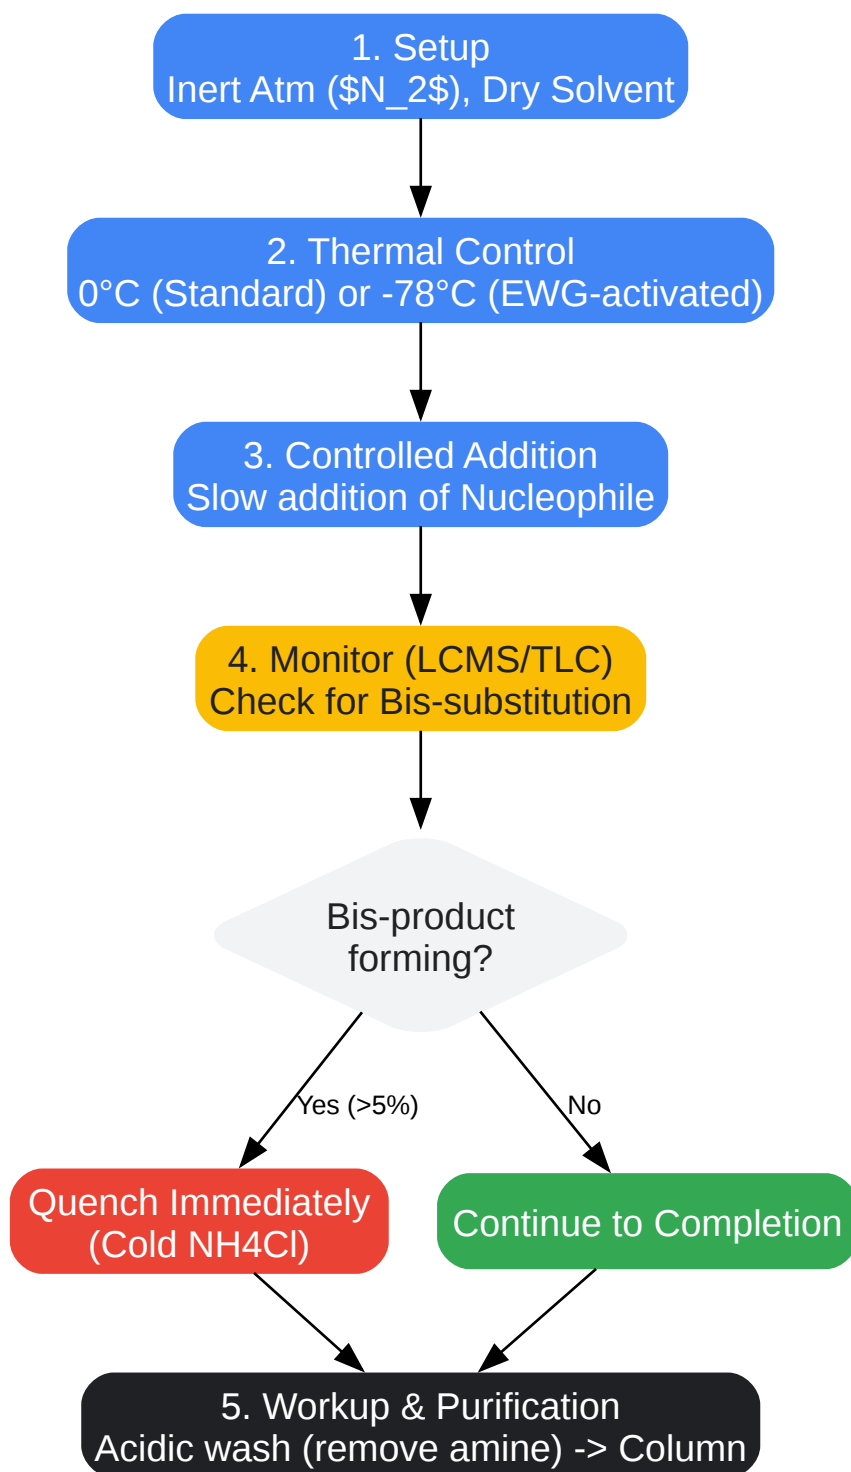 1. Setup
Inert Atm ($N_2$), Dry Solvent
2. Thermal Control
0°C (Standard) or -78°C (EWG-activated)
3. Controlled Addition
Slow addition of Nucleophile
4. Monitor (LCMS/TLC)
Check for Bis-substitution
Bis-product
forming?
Yes (>5%)
No
Quench Immediately
(Cold NH4Cl)
Continue to Completion
5. Workup & Purification
Acidic wash (remove amine) -> Column